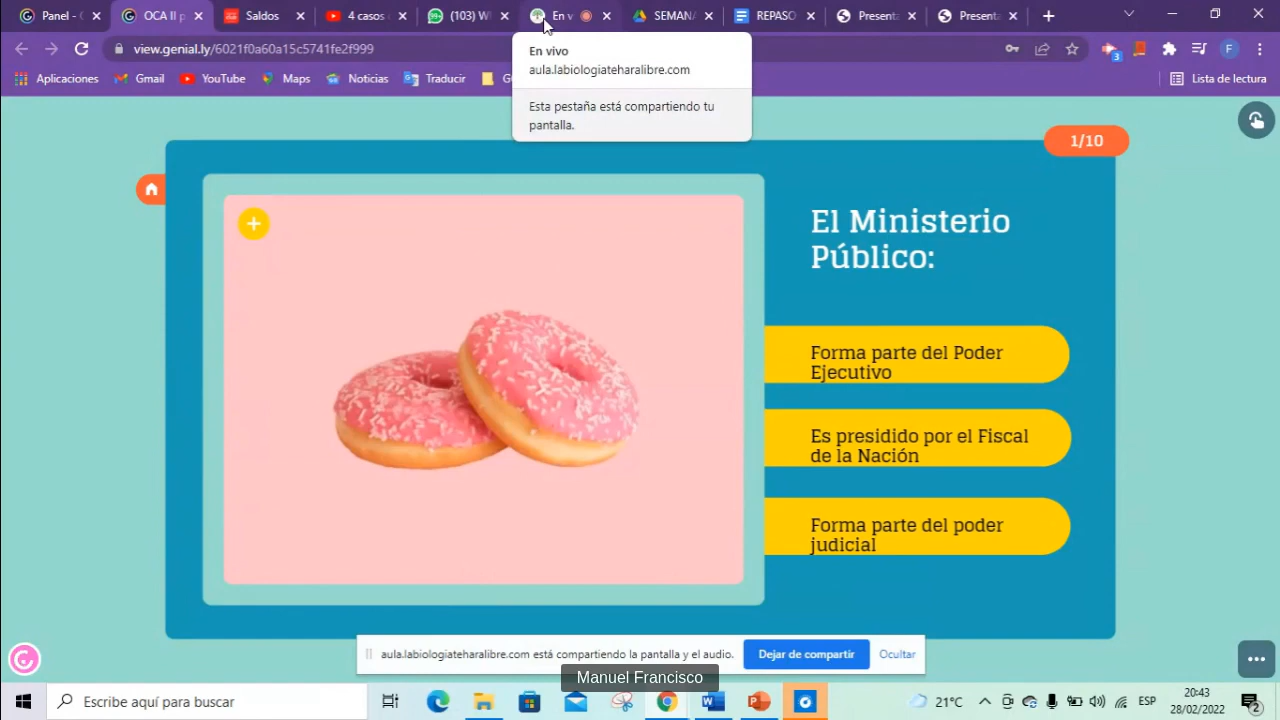 Panel - G
OCA II p
Saldos
4 casos
(103) W
En v
SEMANA
REPASO
Presenta
Presenta
view.genial.ly/6021f0a60a15c5741fe2f999
En vivo
aula.labiologiateharalibre.com
Esta pestaña está compartiendo tu
pantalla.
Aplicaciones
Gmail
YouTube
Maps
Noticias
Traducir
Lista de lectura
1/10
El Ministerio
Público:
Forma parte del Poder
Ejecutivo
Es presidido por el Fiscal
de la Nación
Forma parte del poder
judicial
aula.labiologiateharalibre.com está compartiendo la pantalla y el audio.
Dejar de compartir
Ocultar
Manuel Francisco
Escribe aquí para buscar
21°C
ESP
20:43
28/02/2022